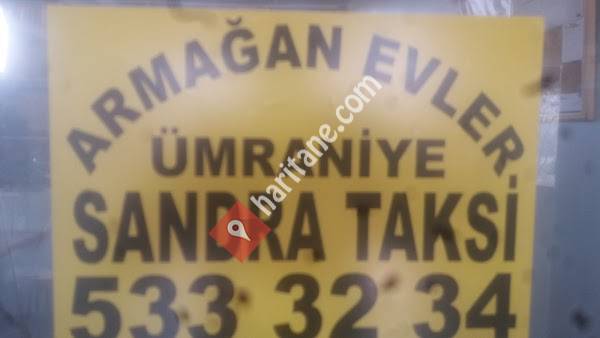 ARMAĞAN EVLER
ÜMRANİYE
SANDRA TAKSİ
533 32 34
haritane.com